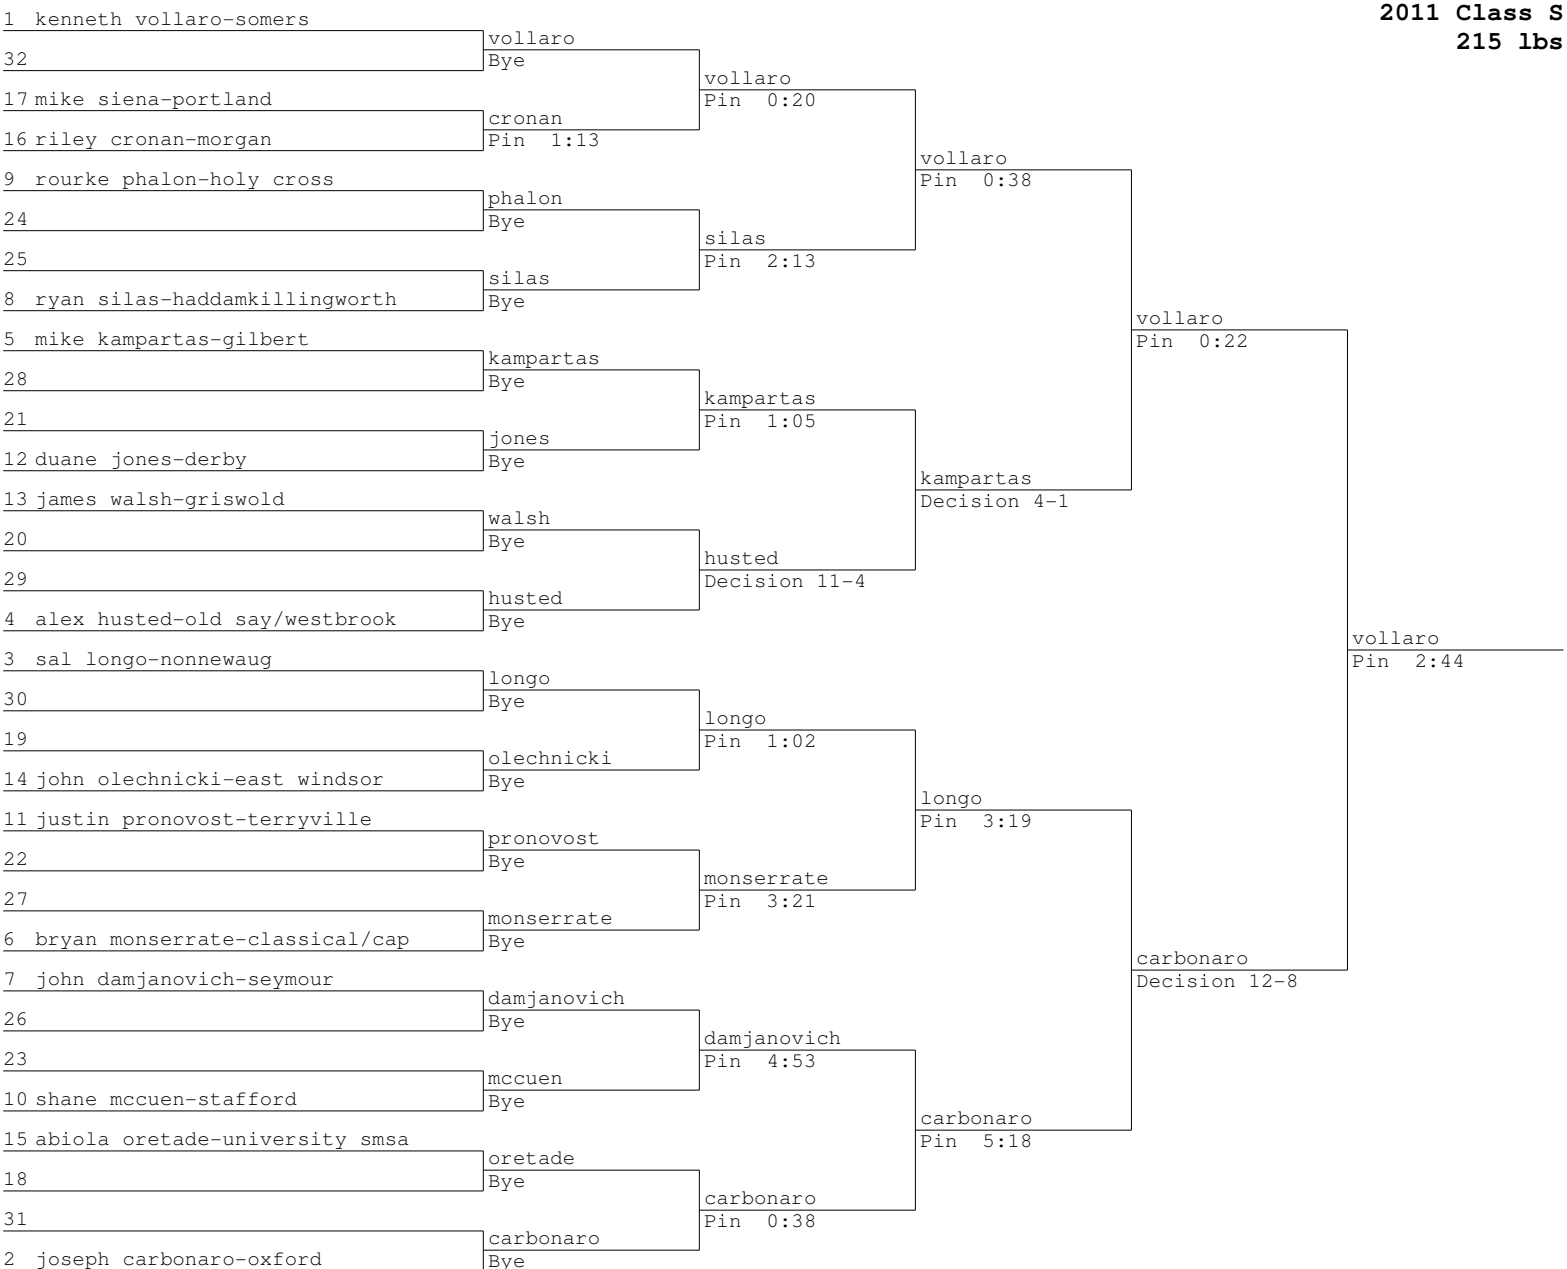 2011 Class S
215 lbs
1 kenneth vollaro-somers
vollaro
32
Bye
vollaro
17 mike siena-portland
Pin 0:20
cronan
16 riley cronan-morgan
Pin 1:13
vollaro
9 rourke phalon-holy cross
Pin 0:38
phalon
24
Bye
silas
25
Pin 2:13
silas
8 ryan silas-haddamkillingworth
Bye
vollaro
5 mike kampartas-gilbert
Pin 0:22
kampartas
28
Bye
kampartas
21
Pin 1:05
jones
12 duane jones-derby
Bye
kampartas
13 james walsh-griswold
Decision 4-1
walsh
20
Bye
husted
29
Decision 11-4
husted
4 alex husted-old say/westbrook
Bye
vollaro
3 sal longo-nonnewaug
Pin 2:44
longo
30
Bye
longo
19
Pin 1:02
olechnicki
14 john olechnicki-east windsor
Bye
longo
11 justin pronovost-terryville
Pin 3:19
pronovost
22
Bye
monserrate
27
Pin 3:21
monserrate
6 bryan monserrate-classical/cap
Bye
carbonaro
7 john damjanovich-seymour
Decision 12-8
damjanovich
26
Bye
damjanovich
23
Pin 4:53
mccuen
10 shane mccuen-stafford
Bye
carbonaro
15 abiola oretade-university smsa
Pin 5:18
oretade
18
Bye
carbonaro
31
Pin 0:38
carbonaro
2 joseph carbonaro-oxford
Bye